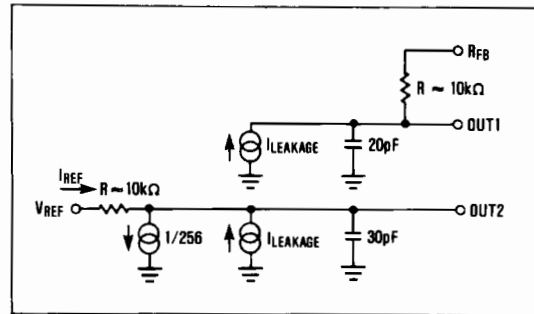 RFB
R ~ 10kΩ
OUT1
ILEAKAGE
20pF
IREF
R ~ 10kΩ
VREF
OUT2
1/256
ILEAKAGE
30pF